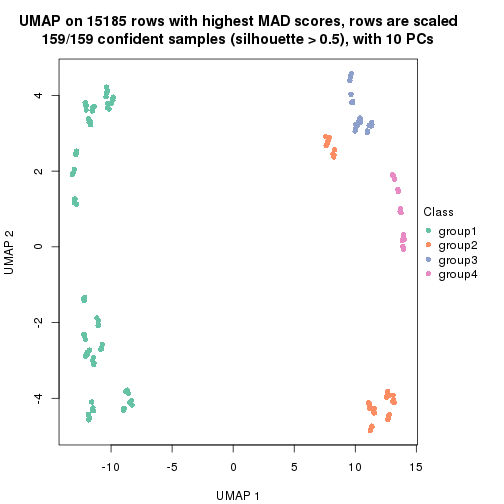 UMAP on 15185 rows with highest MAD scores, rows are scaled
159/159 confident samples (silhouette > 0.5), with 10 PCs
4
2
0
-2
-4
UMAP 2
-10
-5
0
5
10
15
UMAP 1
Class
group1
group2
group3
group4